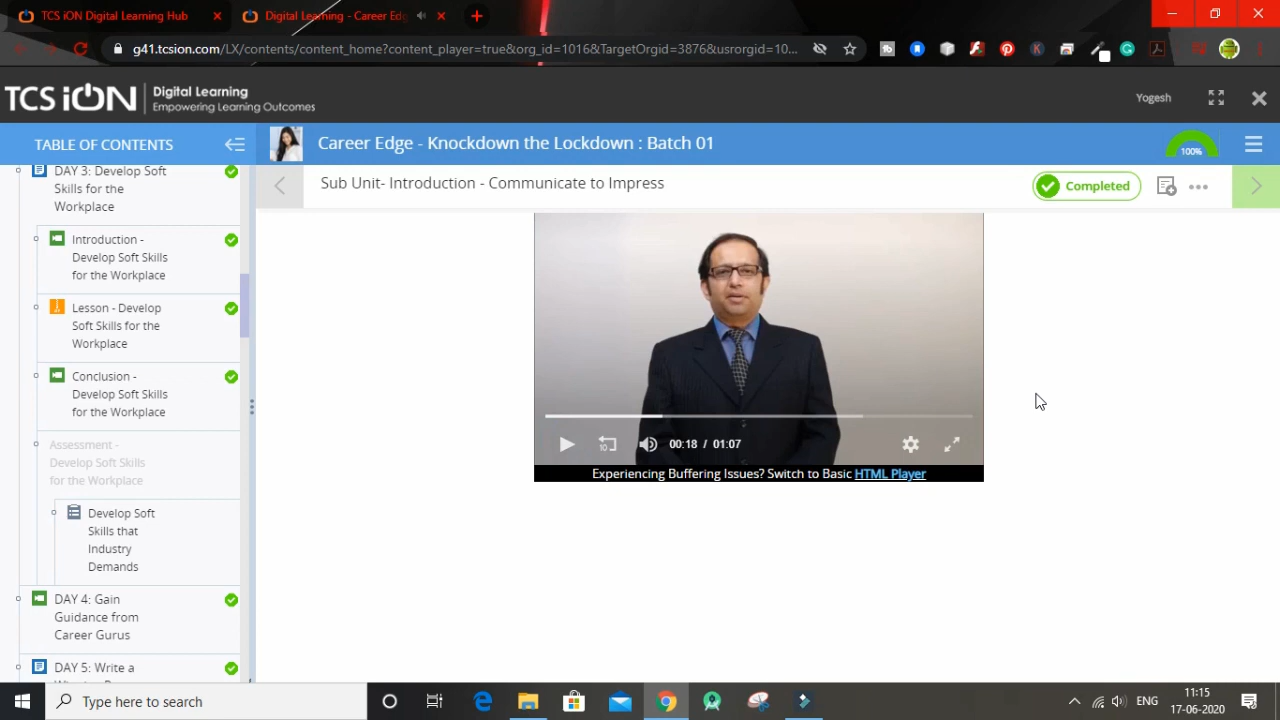 TCS iON Digital Learning Hub
Digital Learning - Career Edg
g41.tcsion.com/LX/contents/content_home?content_player=true&org_id=1016&TargetOrgid=3876&usrorgid=10...
TCS iON
Digital Learning
Empowering Learning Outcomes
Yogesh
TABLE OF CONTENTS
Career Edge - Knockdown the Lockdown : Batch 01
100%
DAY 3: Develop Soft
Skills for the
Workplace
Sub Unit- Introduction - Communicate to Impress
Completed
Introduction -
Develop Soft Skills
for the Workplace
Lesson - Develop
Soft Skills for the
Workplace
Conclusion -
Develop Soft Skills
for the Workplace
Assessment -
Develop Soft Skills
for the Workplace
Develop Soft
Skills that
Industry
Demands
DAY 4: Gain
Guidance from
Career Gurus
DAY 5: Write a
10
00:18 / 01:07
Experiencing Buffering Issues? Switch to Basic HTML Player
Type here to search
ENG
11:15
17-06-2020